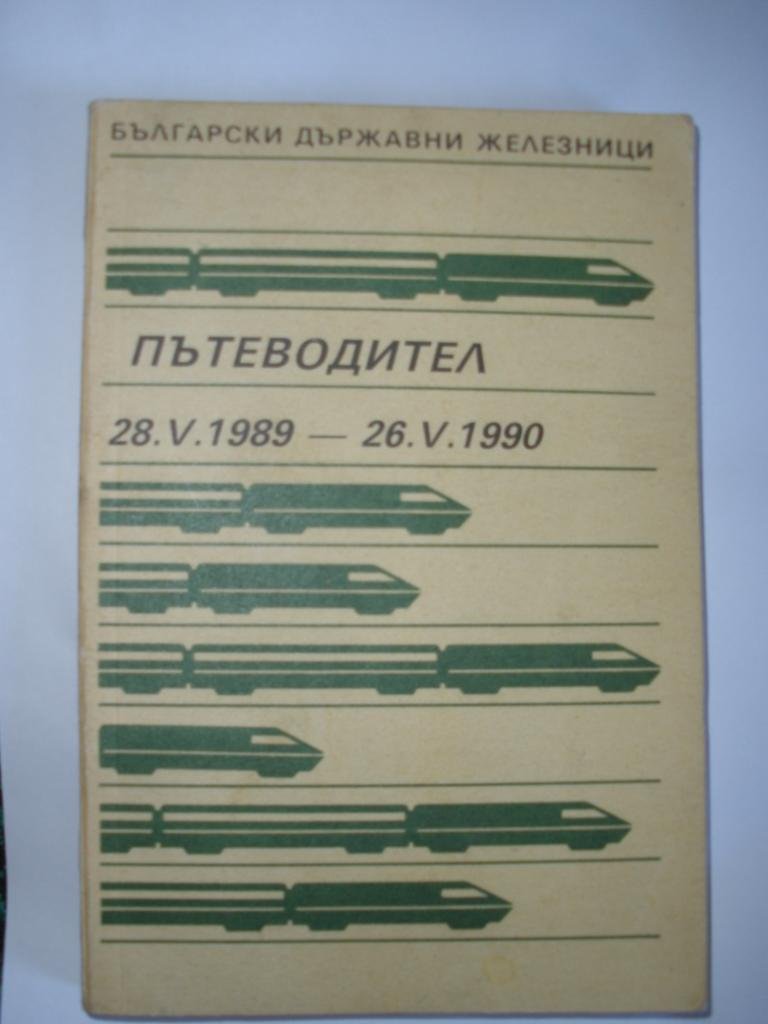 БЪЛГАРСКИ ДЪРЖАВНИ ЖЕЛЕЗНИЦИ
ПЪТЕВОДИТЕЛ
28.V.1989 — 26.V.1990